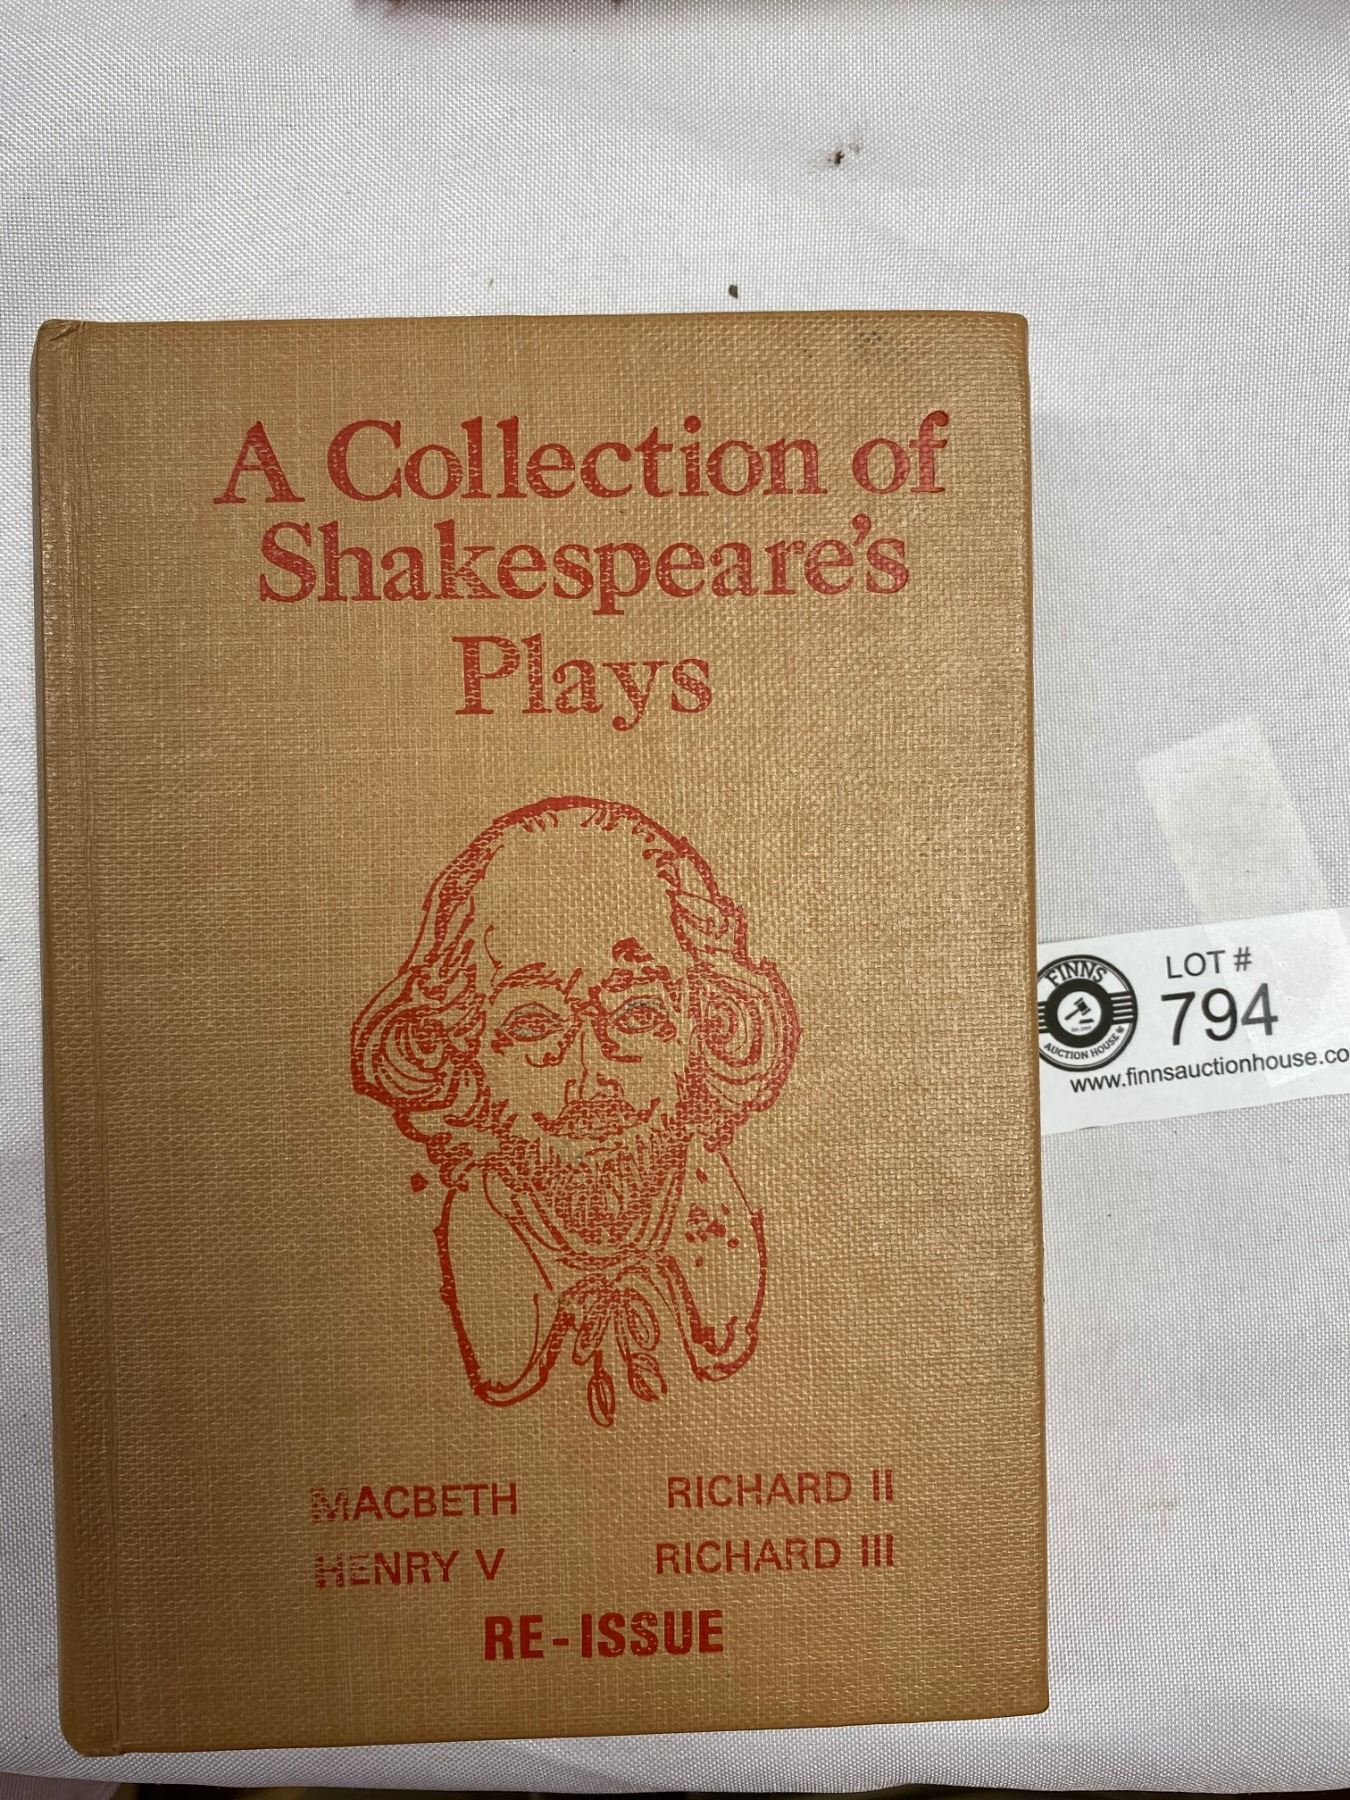 A Collection of
Shakespeare's
Plays
MACBETH RICHARD II
HENRY V RICHARD III
RE-ISSUE
FINNS
AUCTION HOUSE
LOT #
794
www.finnsauctionhouse.co